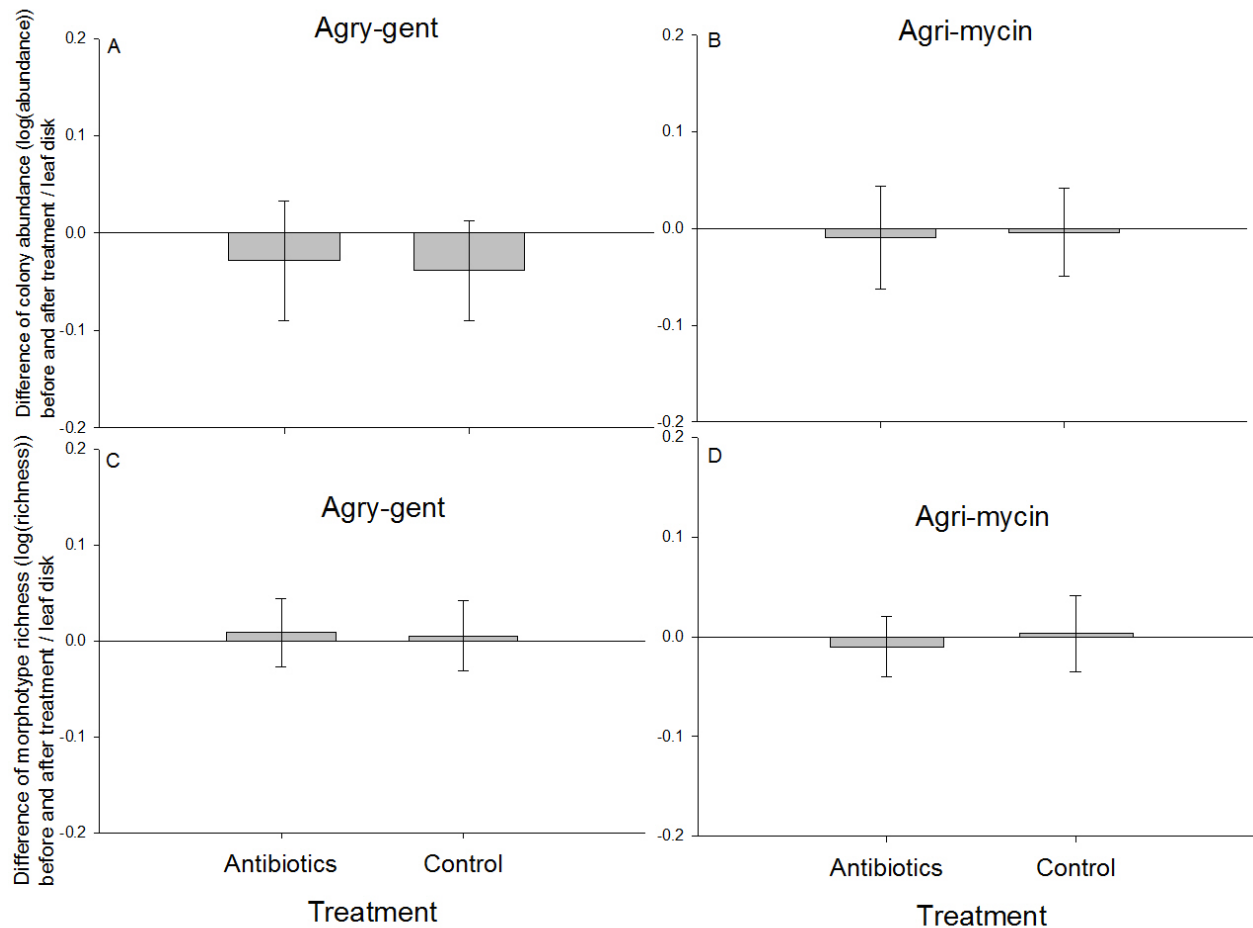 Agry-gent
Agri-mycin
A
B
Difference of colony abundance (log(abundance))
before and after treatment / leaf disk
0.2
0.1
0.0
-0.1
-0.2
0.2
0.1
0.0
-0.1
-0.2
C
D
Agry-gent
Agri-mycin
Difference of morphotype richness (log(richness))
before and after treatment / leaf disk
0.2
0.1
0.0
-0.1
-0.2
0.2
0.1
0.0
-0.1
-0.2
Antibiotics Control
Antibiotics Control
Treatment
Treatment